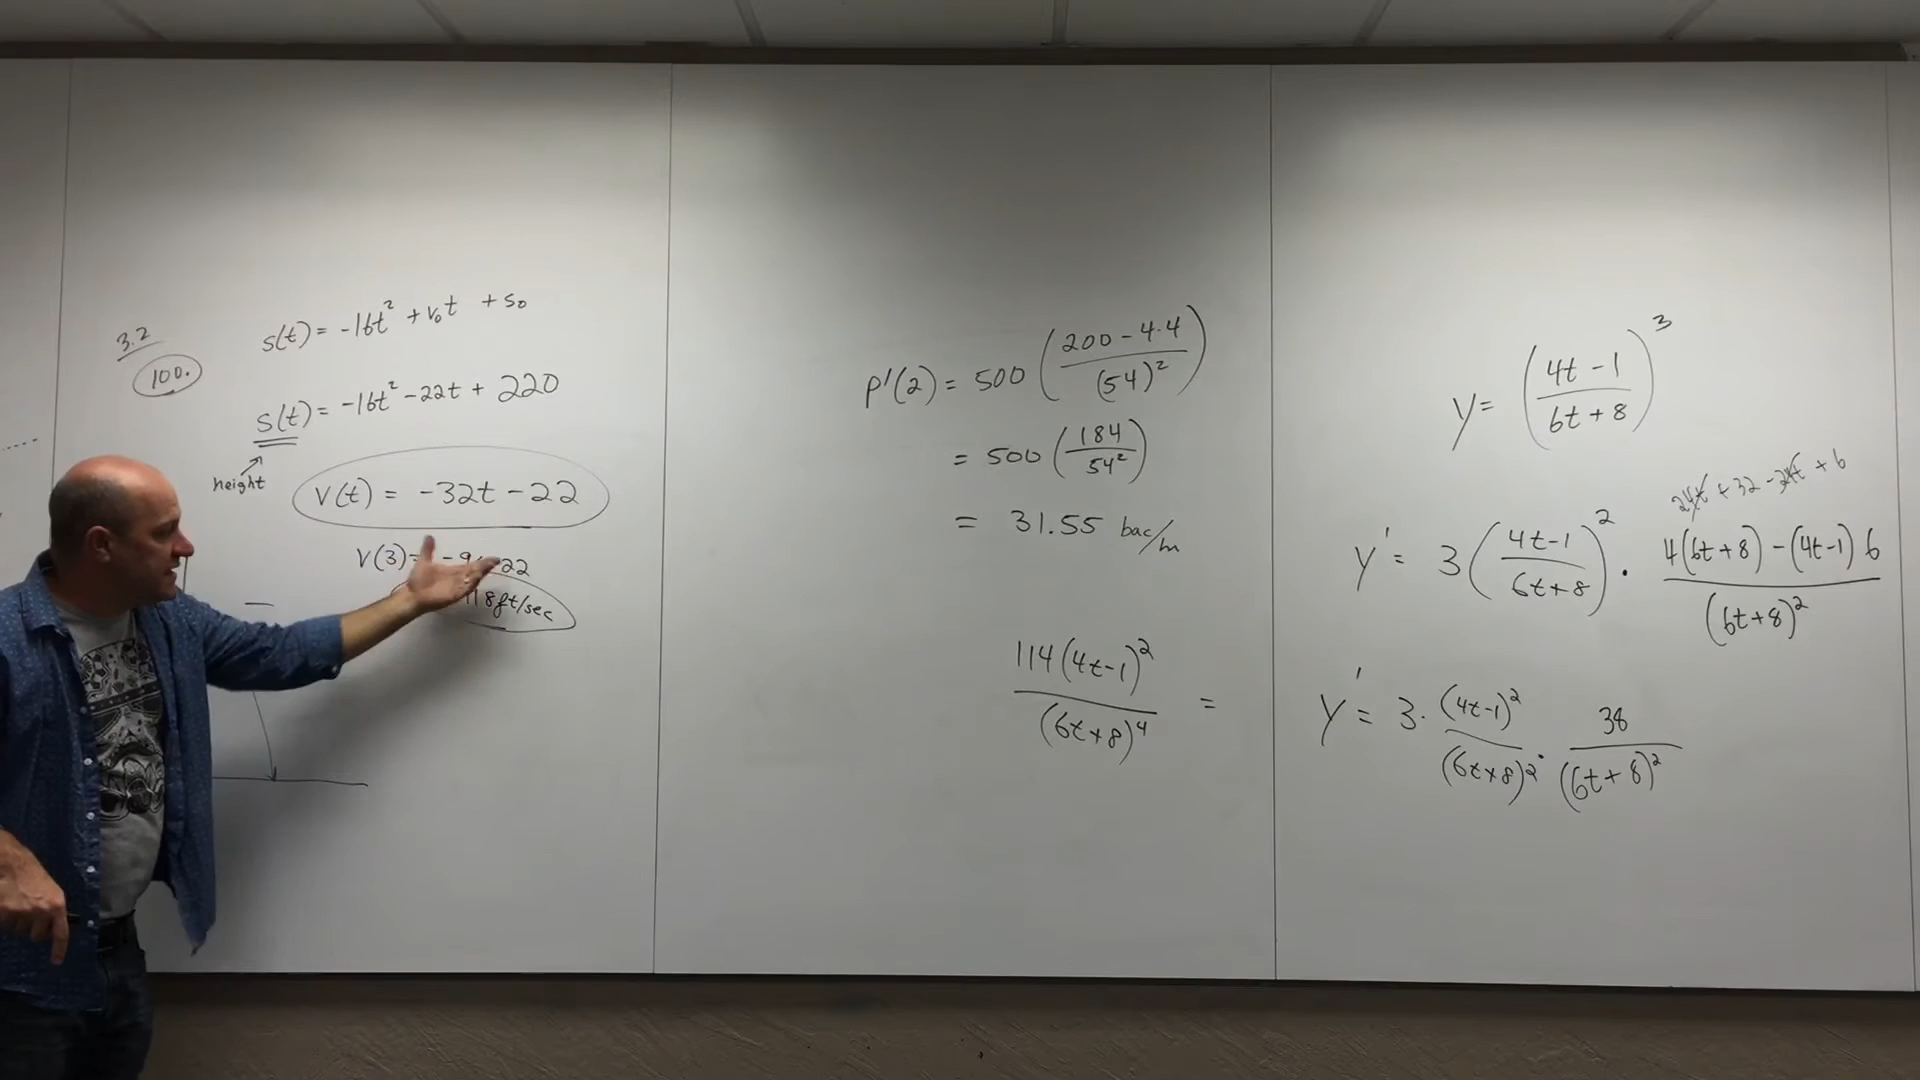 3.2
100.
s(t) = -16t² + v₀t + s₀
s(t) = -16t² - 22t + 220
height
v(t) = -32t - 22
v(3) = -9 22
118 ft/sec
P'(2) = 500 ((200 - 4·4)/(54)²)
= 500 (184/54²)
= 31.55 bac/m
114(4t-1)²/(6t+8)⁴ =
y = ((4t - 1)/(6t + 8))³
24t + 32 - 24t + 6
y' = 3((4t-1)/(6t+8))² · (4(6t+8) - (4t-1)6)/(6t+8)²
y' = 3 · (4t-1)²/(6t+8)² · 38/(6t+8)²